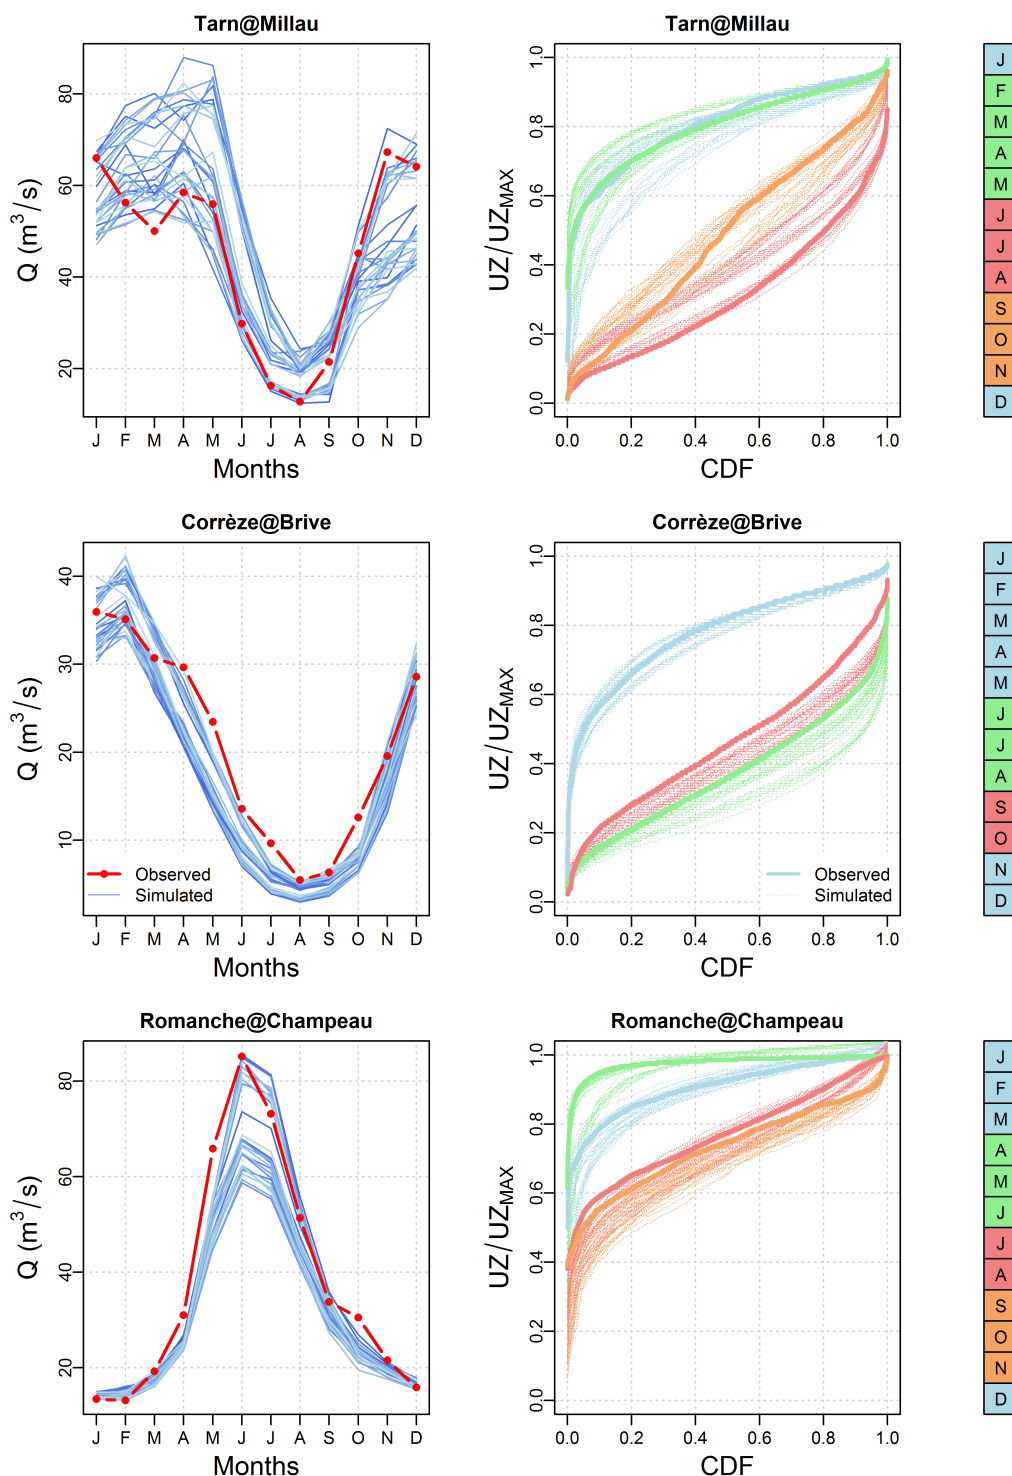 Tarn@Millau
Q (m³/s)
80
60
40
20
J F M A M J J A S O N D
Months
Tarn@Millau
UZ/UZMAX
1.0
0.8
0.6
0.4
0.2
0.0
0.0 0.2 0.4 0.6 0.8 1.0
CDF
J
F
M
A
M
J
J
A
S
O
N
D
Corrèze@Brive
Q (m³/s)
40
30
20
10
Observed
Simulated
J F M A M J J A S O N D
Months
Corrèze@Brive
UZ/UZMAX
1.0
0.8
0.6
0.4
0.2
0.0
Observed
Simulated
0.0 0.2 0.4 0.6 0.8 1.0
CDF
J
F
M
A
M
J
J
A
S
O
N
D
Romanche@Champeau
Q (m³/s)
80
60
40
20
J F M A M J J A S O N D
Months
Romanche@Champeau
UZ/UZMAX
1.0
0.8
0.6
0.4
0.2
0.0
0.0 0.2 0.4 0.6 0.8 1.0
CDF
J
F
M
A
M
J
J
A
S
O
N
D